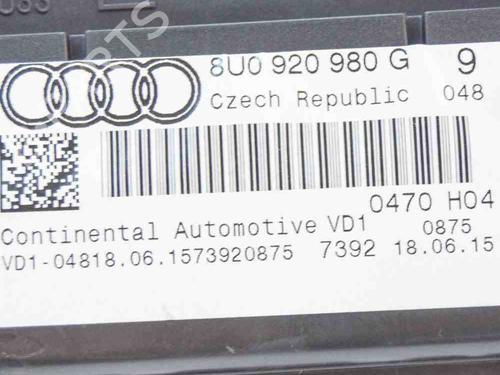 8U0 920 980 G 9
Czech Republic 048
0470 H04
Continental Automotive VD1 0875
VD1-04818.06.1573920875 7392 18.06.15